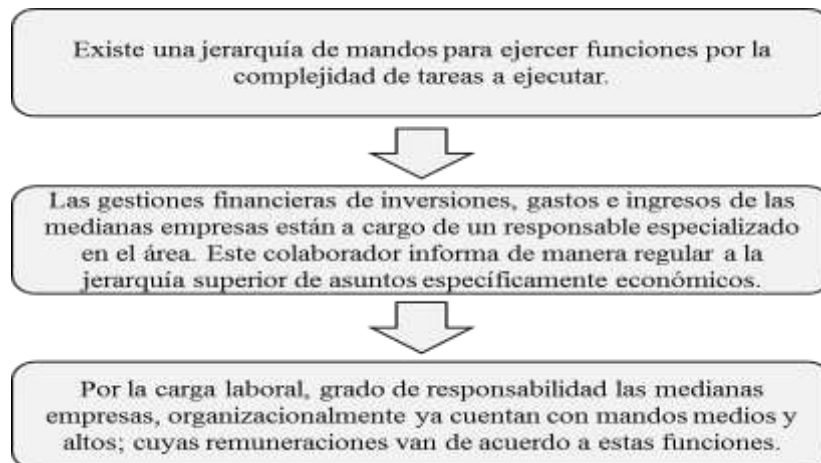 Existe una jerarquía de mandos para ejercer funciones por la
complejidad de tareas a ejecutar.
Las gestiones financieras de inversiones, gastos e ingresos de las
medianas empresas están a cargo de un responsable especializado
en el área. Este colaborador informa de manera regular a la
jerarquía superior de asuntos específicamente económicos.
Por la carga laboral, grado de responsabilidad las medianas
empresas, organizacionalmente ya cuentan con mandos medios y
altos; cuyas remuneraciones van de acuerdo a estas funciones.